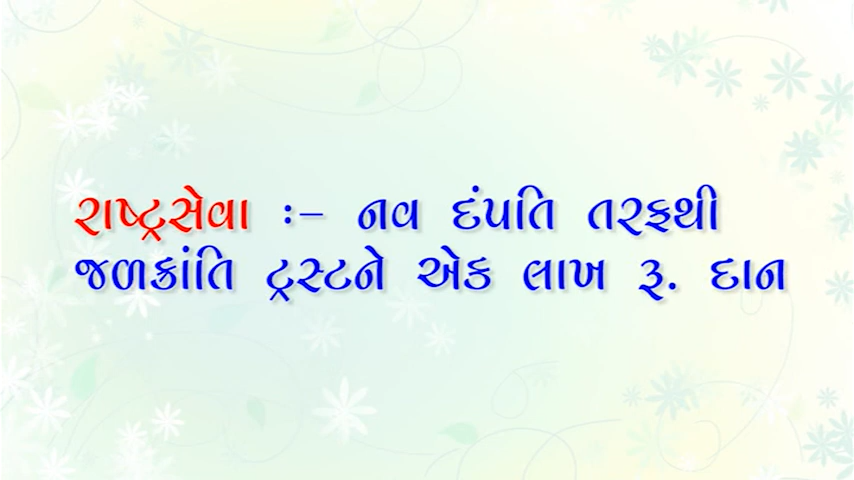 રાષ્ટ્રસેવા :- નવ દંપતિ તરફથી
જળક્રાંતિ ટ્રસ્ટને એક લાખ રૂ. દાન